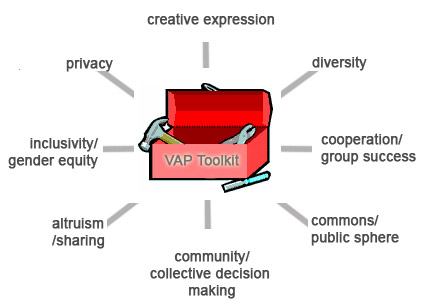 creative expression
privacy
diversity
inclusivity/
gender equity
VAP Toolkit
cooperation/
group success
altruism
/sharing
commons/
public sphere
community/
collective decision
making